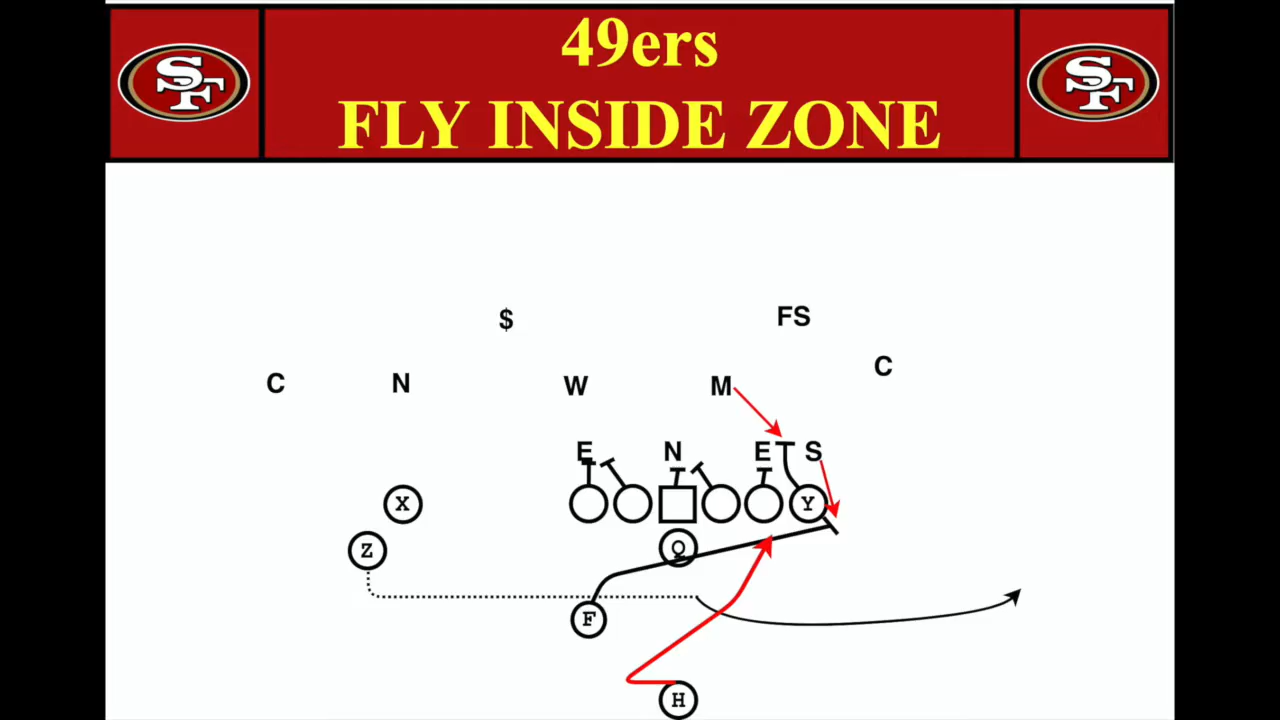 49ers
SF SF
FLY INSIDE ZONE
$ FS
C
C N W M
E N E S
X Y
Z Q
F
H